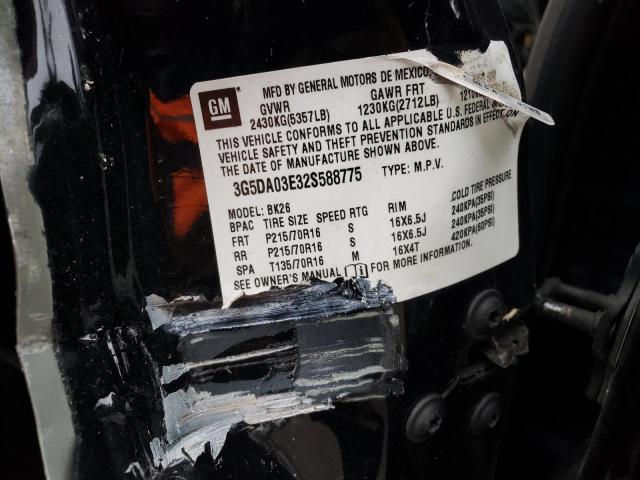 GM
MFD BY GENERAL MOTORS DE MEXICO,
GVWR GAWR FRT
2430KG(5357LB) 1230KG(2712LB)
THIS VEHICLE CONFORMS TO ALL APPLICABLE U.S. FEDERAL
VEHICLE SAFETY AND THEFT PREVENTION STANDARDS IN EFFECT ON
THE DATE OF MANUFACTURE SHOWN ABOVE.
3G5DA03E32S588775 TYPE: M.P.V.
MODEL: BK26
BPAC TIRE SIZE SPEED RTG RIM COLD TIRE PRESSURE
FRT P215/70R16 S 16X6.5J 240KPA(35PSI)
RR P215/70R16 S 16X6.5J 240KPA(35PSI)
SPA T135/70R16 M 16X4T 420KPA(60PSI)
SEE OWNER'S MANUAL FOR MORE INFORMATION.